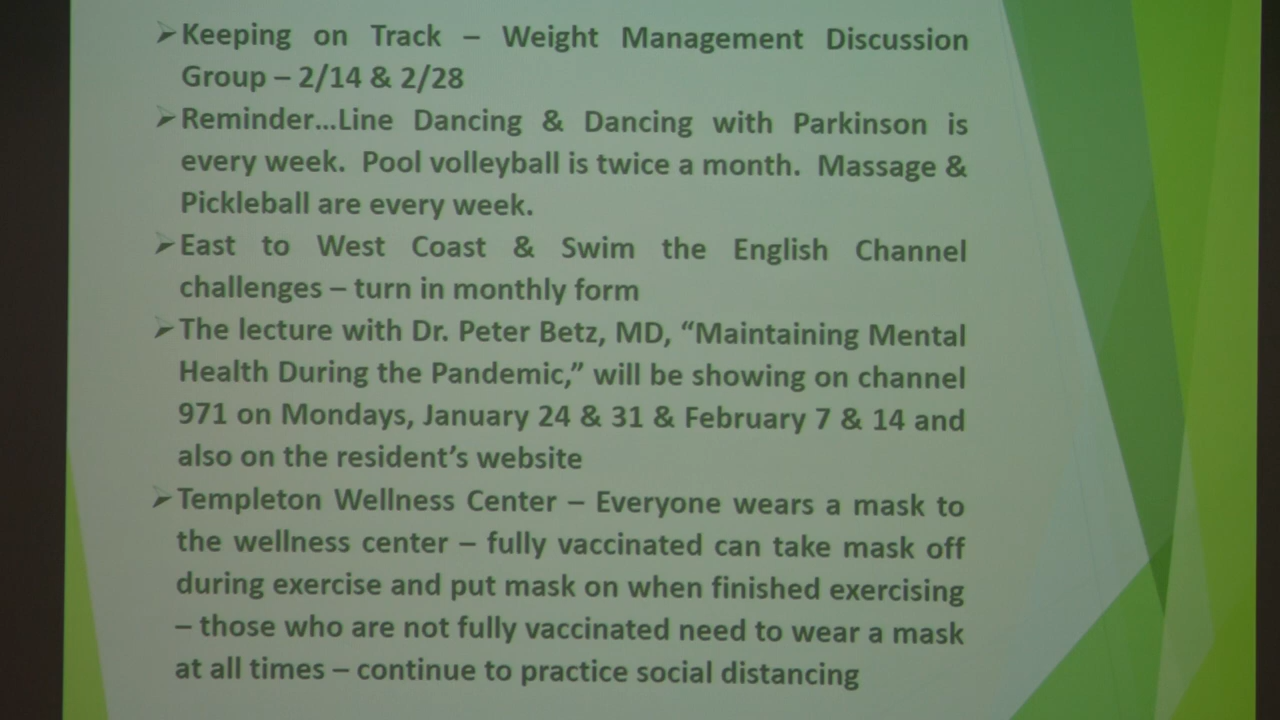 ➢Keeping on Track – Weight Management Discussion
Group – 2/14 & 2/28
➢Reminder...Line Dancing & Dancing with Parkinson is
every week. Pool volleyball is twice a month. Massage &
Pickleball are every week.
➢East to West Coast & Swim the English Channel
challenges – turn in monthly form
➢The lecture with Dr. Peter Betz, MD, “Maintaining Mental
Health During the Pandemic,” will be showing on channel
971 on Mondays, January 24 & 31 & February 7 & 14 and
also on the resident’s website
➢Templeton Wellness Center – Everyone wears a mask to
the wellness center – fully vaccinated can take mask off
during exercise and put mask on when finished exercising
– those who are not fully vaccinated need to wear a mask
at all times – continue to practice social distancing